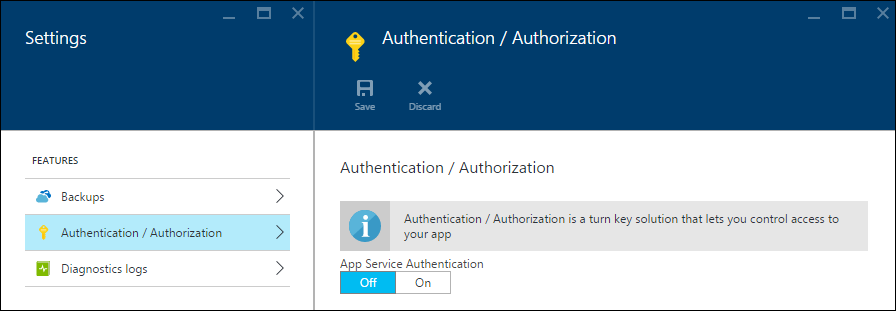 Settings
Authentication / Authorization
Save
Discard
FEATURES
Backups
Authentication / Authorization
Diagnostics logs
Authentication / Authorization
Authentication / Authorization is a turn key solution that lets you control access to
your app
App Service Authentication
Off
On